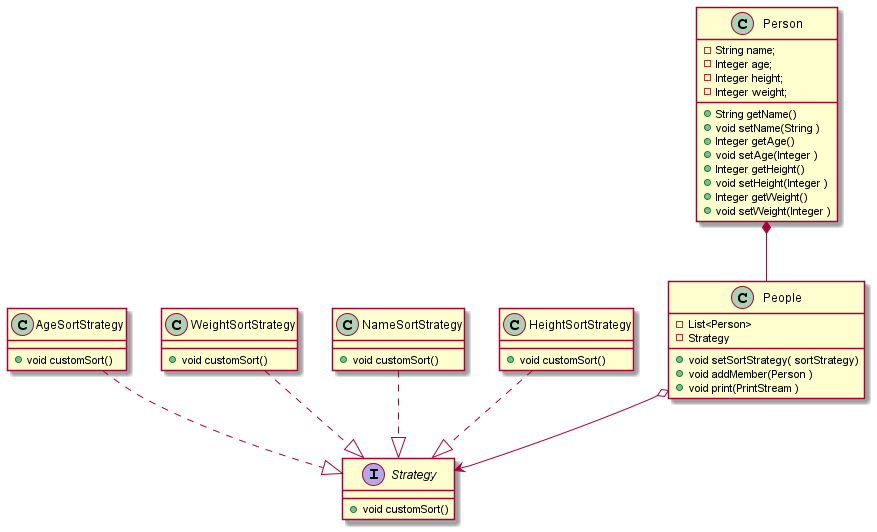 C Person
String name;
Integer age;
Integer height;
Integer weight;
String getName()
void setName(String )
Integer getAge()
void setAge(Integer )
Integer getHeight()
void setHeight(Integer )
Integer getWeight()
void setWeight(Integer )
C AgeSortStrategy
void customSort()
C WeightSortStrategy
void customSort()
C NameSortStrategy
void customSort()
C HeightSortStrategy
void customSort()
C People
List<Person>
Strategy
void setSortStrategy( sortStrategy)
void addMember(Person )
void print(PrintStream )
I Strategy
void customSort()